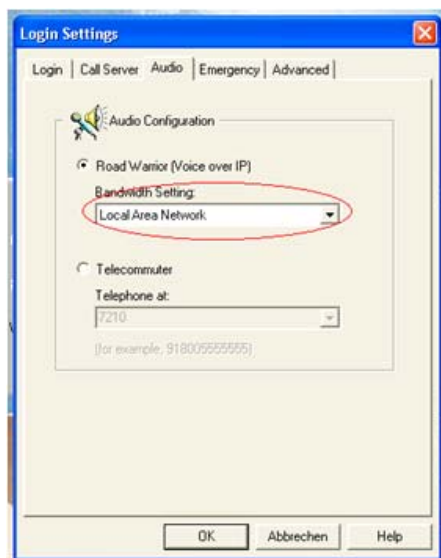 Login Settings
Login Call Server Audio Emergency Advanced
Audio Configuration
Road Warrior (Voice over IP)
Bandwidth Setting:
Local Area Network
Telecommuter
Telephone at:
7210
(for example, 918005555555)
OK Abbrechen Help